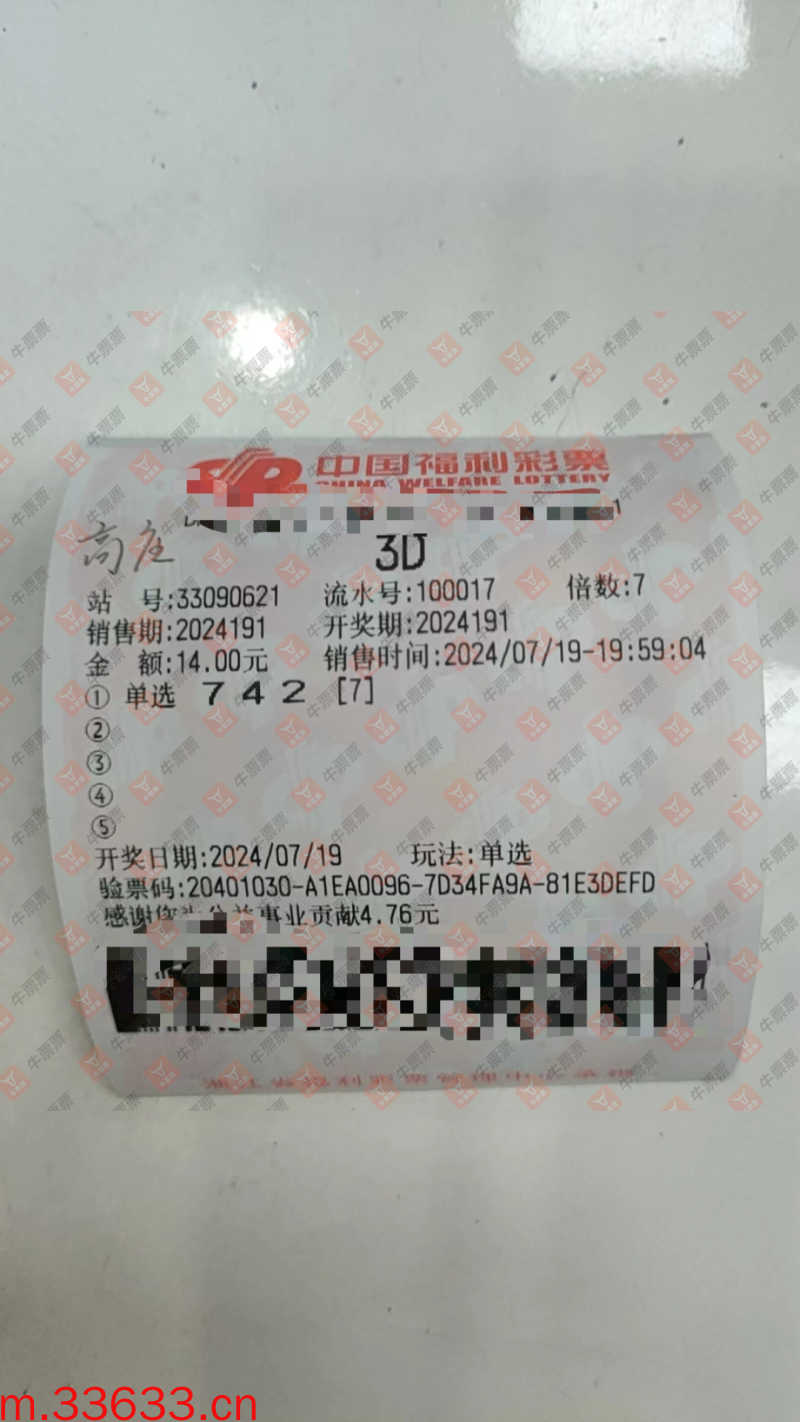 中国福利彩票
CHINA WELFARE LOTTERY
高庄
3D
站 号:33090621 流水号:100017 倍数:7
销售期:2024191 开奖期:2024191
金 额:14.00元 销售时间:2024/07/19-19:59:04
① 单选 7 4 2 [7]
②
③
④
⑤
开奖日期:2024/07/19 玩法:单选
验票码:20401030-A1EA0096-7D34FA9A-81E3DEFD
感谢您为公益事业贡献4.76元
牛票票
m.33633.cn